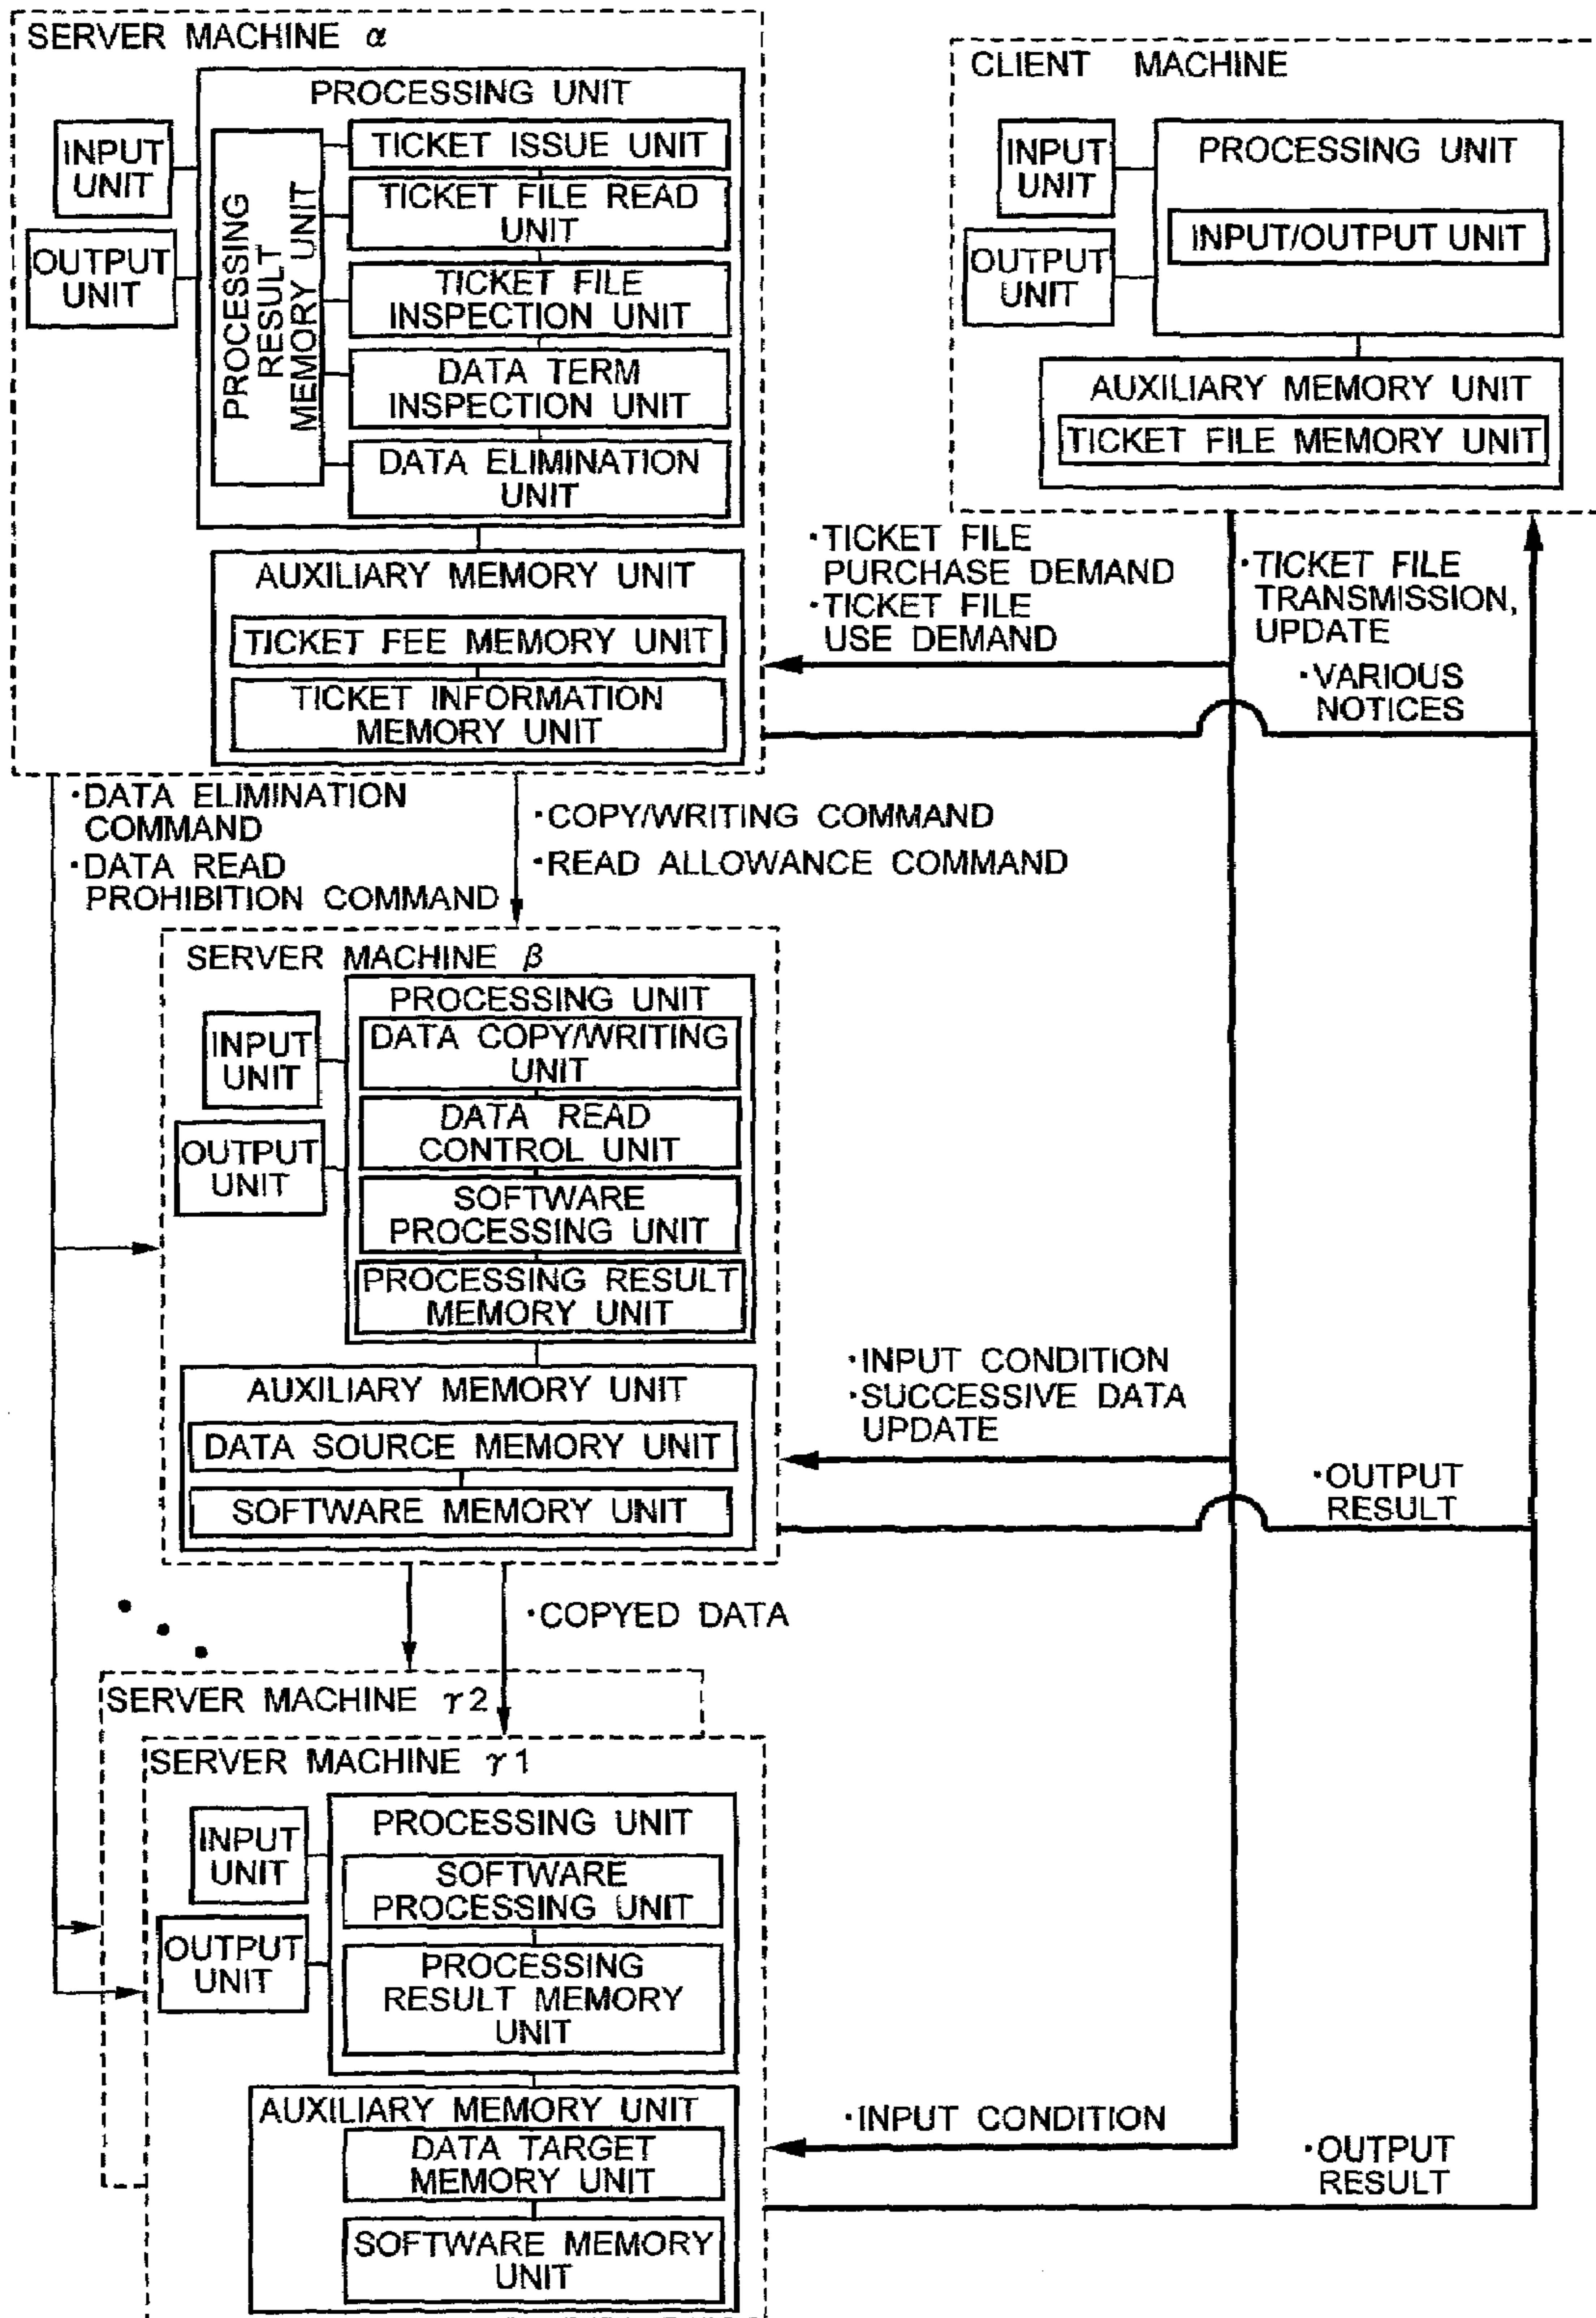 SERVER MACHINE α
PROCESSING UNIT
INPUT
UNIT
OUTPUT
UNIT
PROCESSING
RESULT
MEMORY UNIT
TICKET ISSUE UNIT
TICKET FILE READ
UNIT
TICKET FILE
INSPECTION UNIT
DATA TERM
INSPECTION UNIT
DATA ELIMINATION
UNIT
AUXILIARY MEMORY UNIT
TICKET FEE MEMORY UNIT
TICKET INFORMATION
MEMORY UNIT
CLIENT MACHINE
INPUT
UNIT
OUTPUT
UNIT
PROCESSING UNIT
INPUT/OUTPUT UNIT
AUXILIARY MEMORY UNIT
TICKET FILE MEMORY UNIT
·TICKET FILE
PURCHASE DEMAND
·TICKET FILE
USE DEMAND
·TICKET FILE
TRANSMISSION,
UPDATE
·VARIOUS
NOTICES
·DATA ELIMINATION
COMMAND
·DATA READ
PROHIBITION COMMAND
·COPY/WRITING COMMAND
·READ ALLOWANCE COMMAND
SERVER MACHINE β
PROCESSING UNIT
INPUT
UNIT
OUTPUT
UNIT
DATA COPY/WRITING
UNIT
DATA READ
CONTROL UNIT
SOFTWARE
PROCESSING UNIT
PROCESSING RESULT
MEMORY UNIT
AUXILIARY MEMORY UNIT
DATA SOURCE MEMORY UNIT
SOFTWARE MEMORY UNIT
·INPUT CONDITION
·SUCCESSIVE DATA
UPDATE
·OUTPUT
RESULT
·COPYED DATA
SERVER MACHINE γ2
SERVER MACHINE γ1
INPUT
UNIT
OUTPUT
UNIT
PROCESSING UNIT
SOFTWARE
PROCESSING UNIT
PROCESSING
RESULT MEMORY
UNIT
AUXILIARY MEMORY UNIT
DATA TARGET
MEMORY UNIT
SOFTWARE MEMORY
UNIT
·INPUT CONDITION
·OUTPUT
RESULT